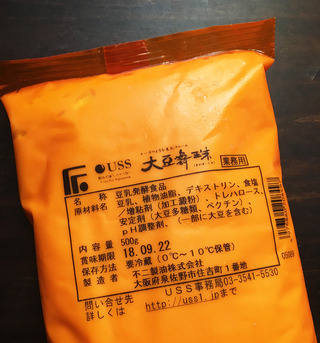 USS
大豆舞珠
業務用
名 称 豆乳発酵食品
原材料名 豆乳、植物油脂、デキストリン、食塩
/増粘剤(加工澱粉)、トレハロース、
安定剤(大豆多糖類、ペクチン)、
pH調整剤、(一部に大豆を含む)
内容量 500g
賞味期限 18.09.22
保存方法 要冷蔵(0℃~10℃保管)
製造者 不二製油株式会社
大阪府泉佐野市住吉町1番地
問い合せ先 USS事務局03-3541-5530
詳しくは http://uss1.jpまで